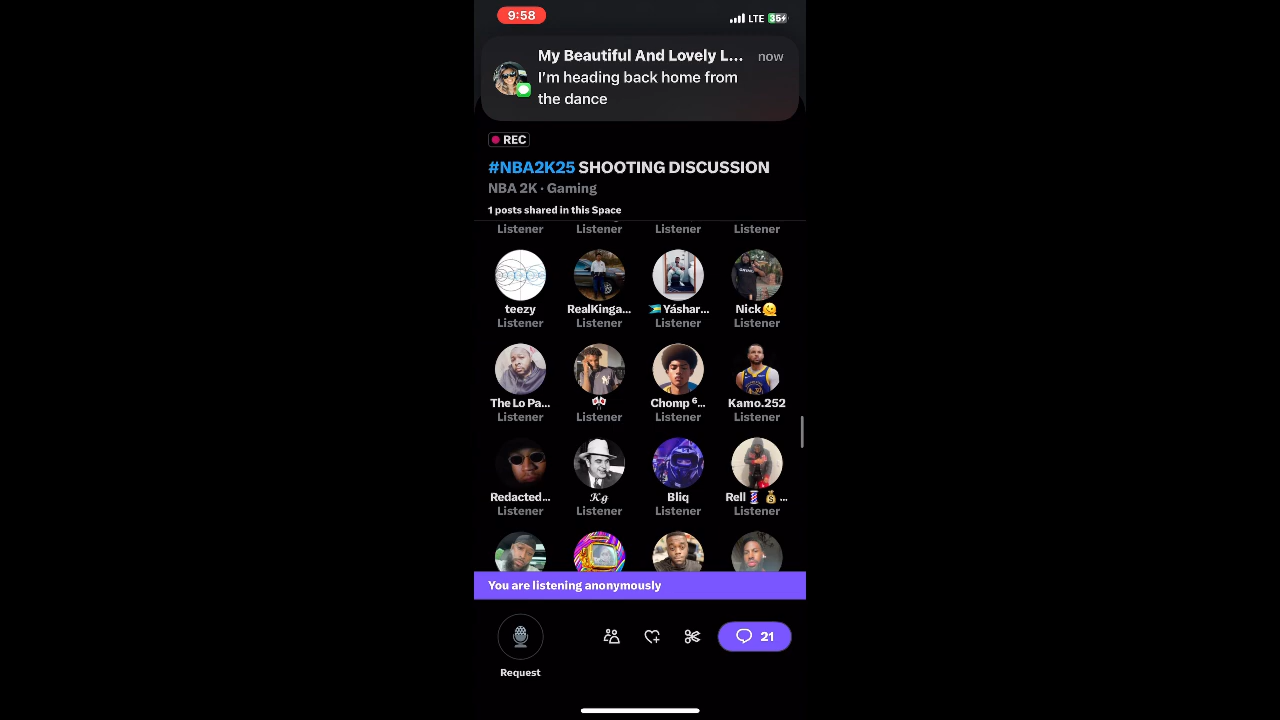 9:58
LTE 35
My Beautiful And Lovely L... now
I'm heading back home from
the dance
REC
#NBA2K25 SHOOTING DISCUSSION
NBA 2K · Gaming
1 posts shared in this Space
Listener Listener Listener Listener
teezy RealKinga... 🇧🇸Yáshar... Nick🫠
Listener Listener Listener Listener
The Lo Pa... 🎌 Chomp ⁶... Kamo.252
Listener Listener Listener Listener
Redacted... 𝒦ℊ Bliq Rell💈💰...
Listener Listener Listener Listener
You are listening anonymously
21
Request